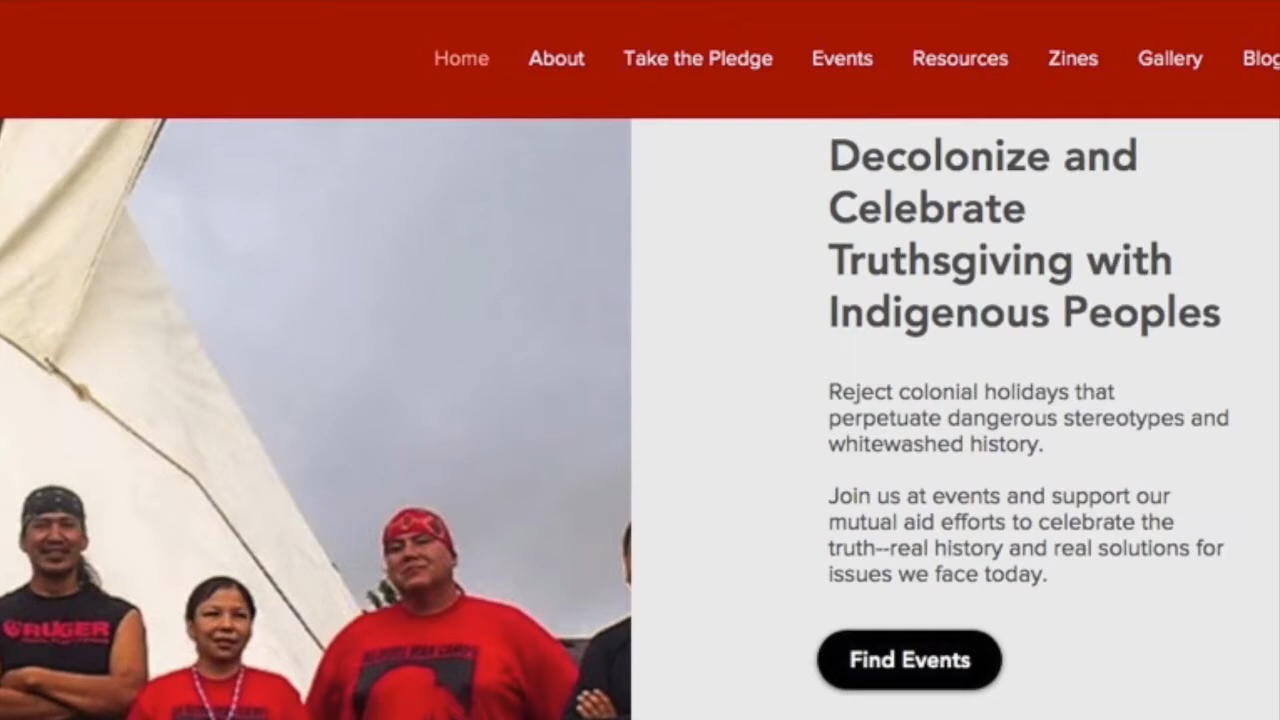 Home About Take the Pledge Events Resources Zines Gallery Blog
Decolonize and
Celebrate
Truthsgiving with
Indigenous Peoples
Reject colonial holidays that
perpetuate dangerous stereotypes and
whitewashed history.
Join us at events and support our
mutual aid efforts to celebrate the
truth--real history and real solutions for
issues we face today.
Find Events
RUGER